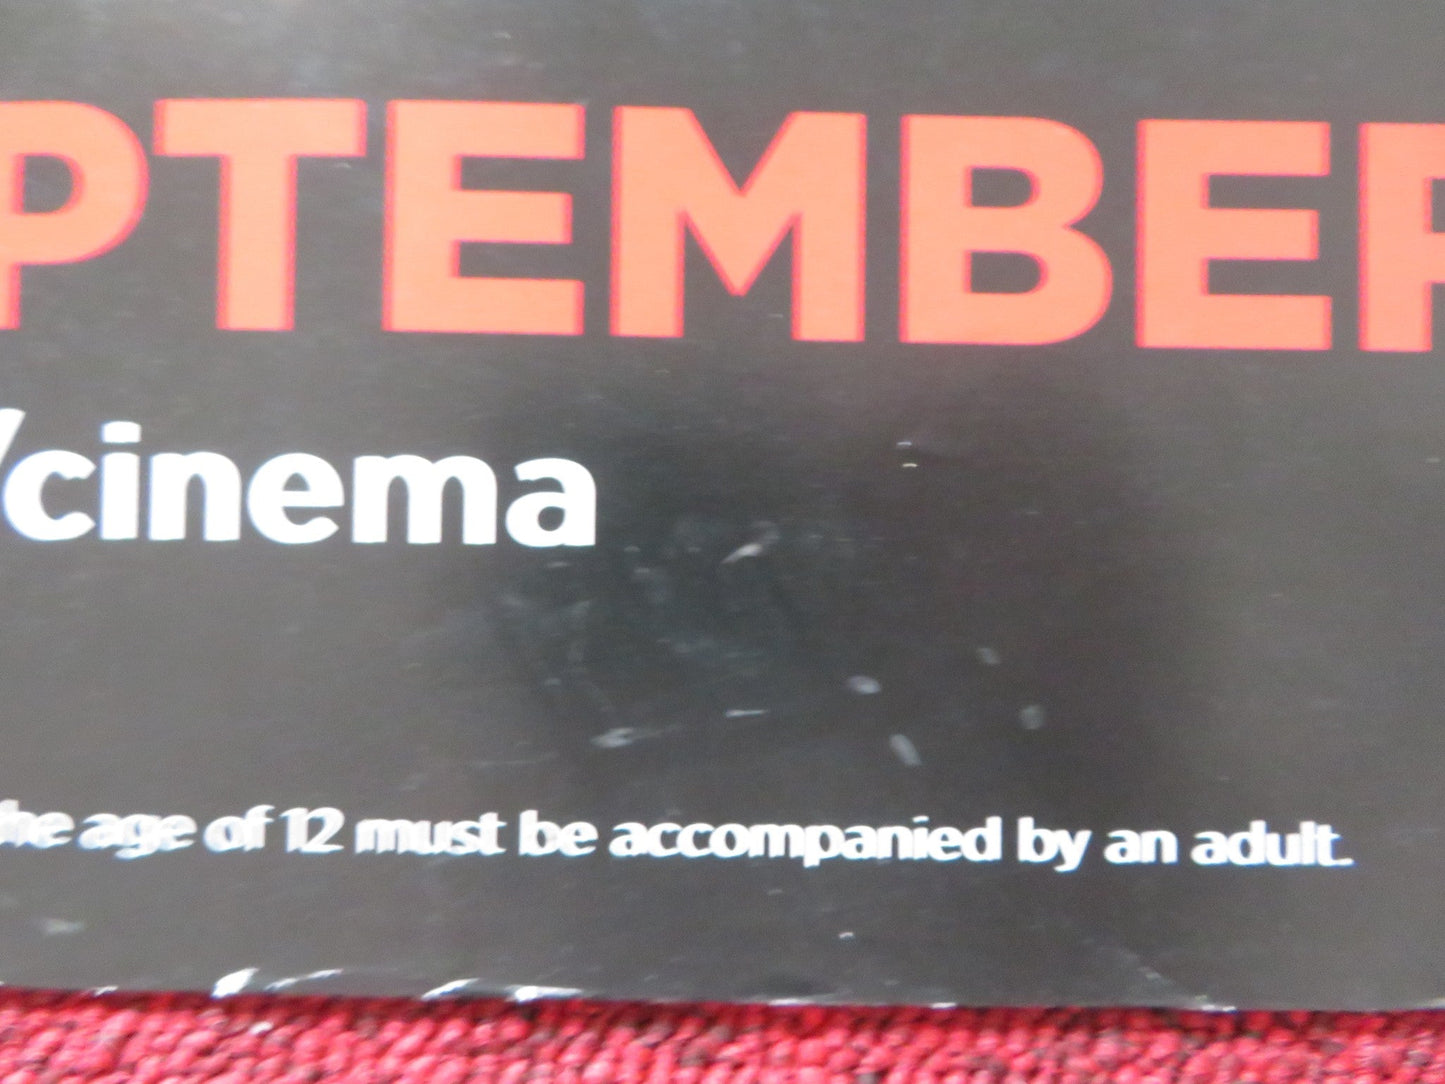 PTEMBER
/cinema
he age of 12 must be accompanied by an adult.